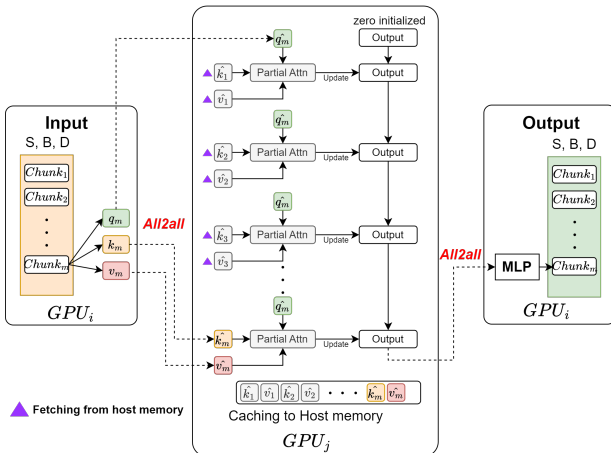 Input
S, B, D
Chunk₁
Chunk₂
Chunkₘ
qₘ
kₘ
vₘ
GPUᵢ
All2all
Fetching from host memory
zero initialized
q̂ₘ
Output
k̂₁
Partial Attn
Update
Output
v̂₁
q̂ₘ
k̂₂
Partial Attn
Update
Output
v̂₂
q̂ₘ
k̂₃
Partial Attn
Update
Output
v̂₃
q̂ₘ
k̂ₘ
Partial Attn
Update
Output
v̂ₘ
k̂₁ v̂₁ k̂₂ v̂₂ · · · k̂ₘ v̂ₘ
Caching to Host memory
GPUⱼ
All2all
Output
S, B, D
Chunk₁
Chunk₂
MLP
Chunkₘ
GPUᵢ